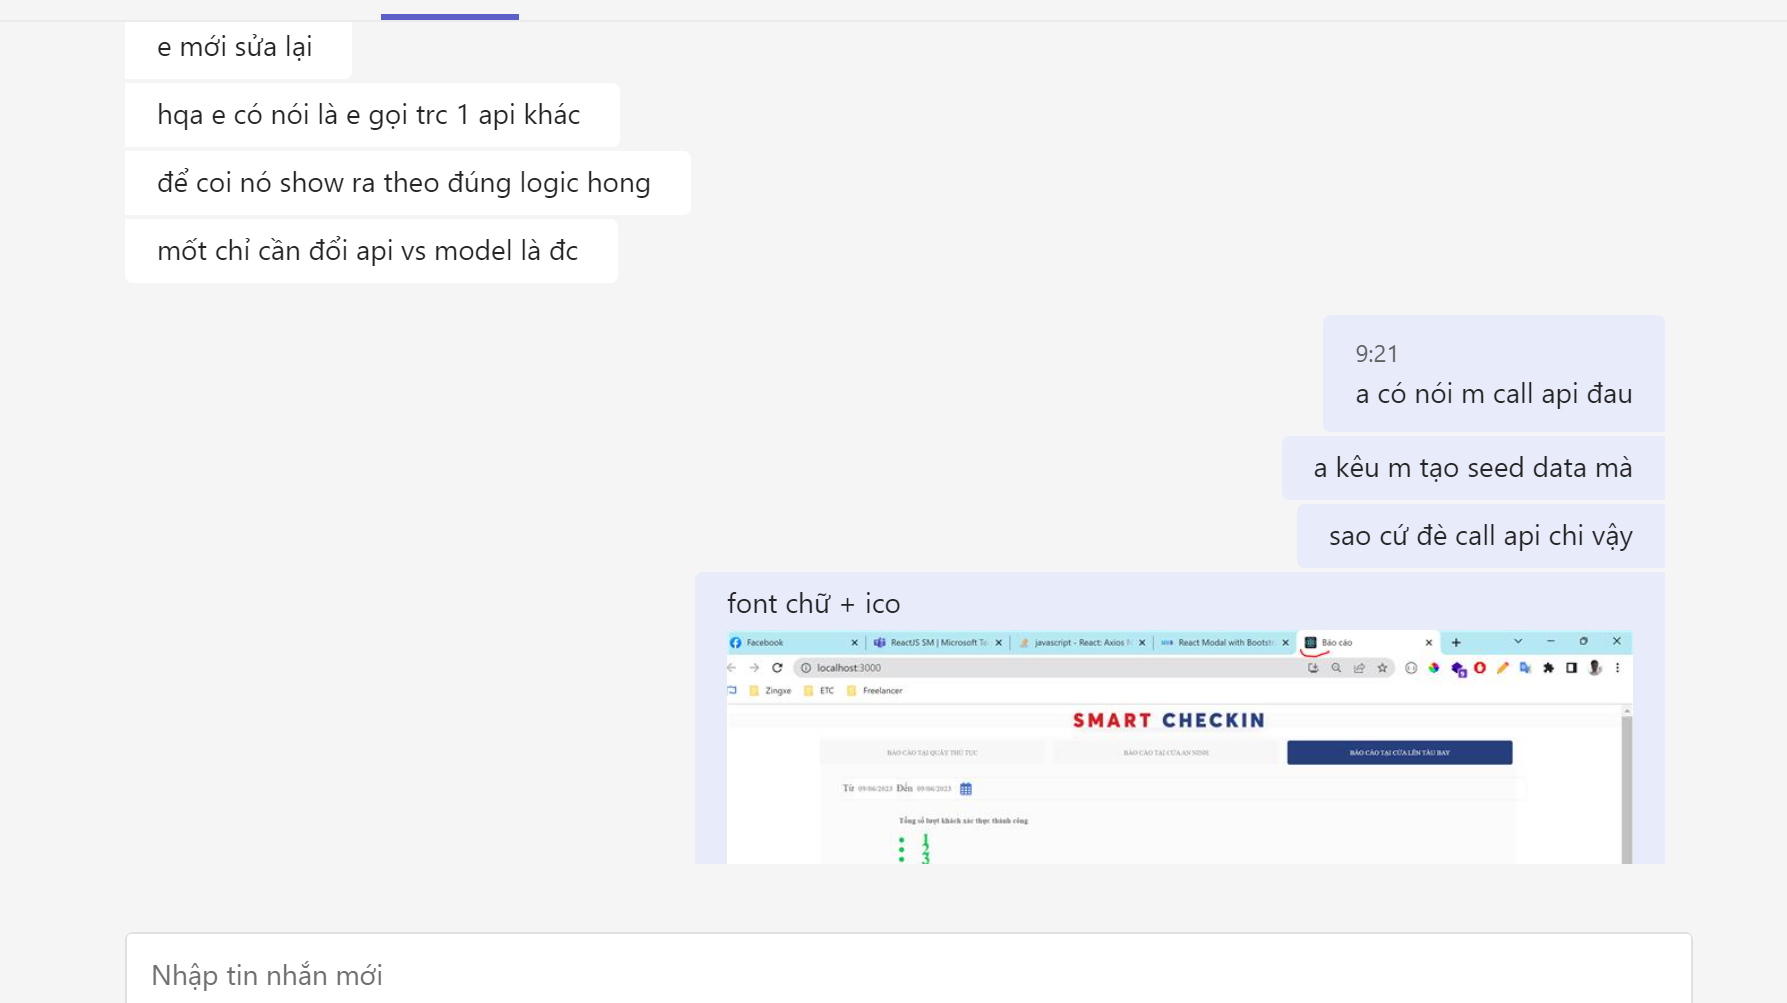 e mới sửa lại
hqa e có nói là e gọi trc 1 api khác
để coi nó show ra theo đúng logic hong
mốt chỉ cần đổi api vs model là đc
9:21
a có nói m call api đau
a kêu m tạo seed data mà
sao cứ đè call api chi vậy
font chữ + ico
Facebook
ReactJS SM | Microsoft Te
javascript - React: Axios N
React Modal with Bootstr
Báo cáo
localhost:3000
Zingxe
ETC
Freelancer
SMART CHECKIN
BÁO CÁO TẠI QUẦY THỦ TỤC
BÁO CÁO TẠI CỬA AN NINH
BÁO CÁO TẠI CỬA LÊN TÀU BAY
Từ 09/06/2023 Đến 09/06/2023
Tổng số lượt khách xác thực thành công
1
2
3
Nhập tin nhắn mới